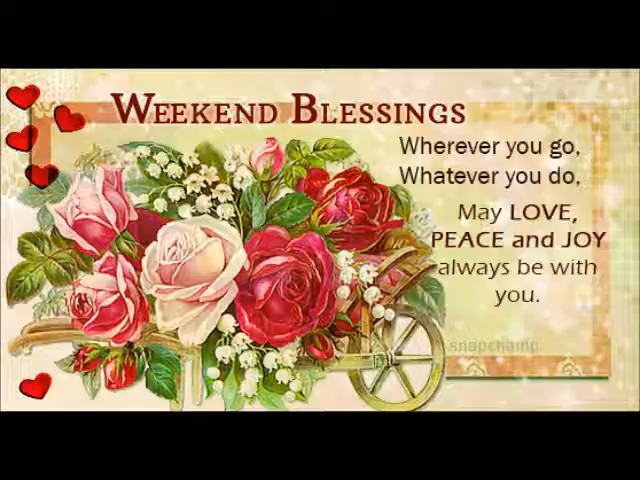 WEEKEND BLESSINGS
Wherever you go,
Whatever you do,
May LOVE,
PEACE and JOY
always be with
you.
snapchamp